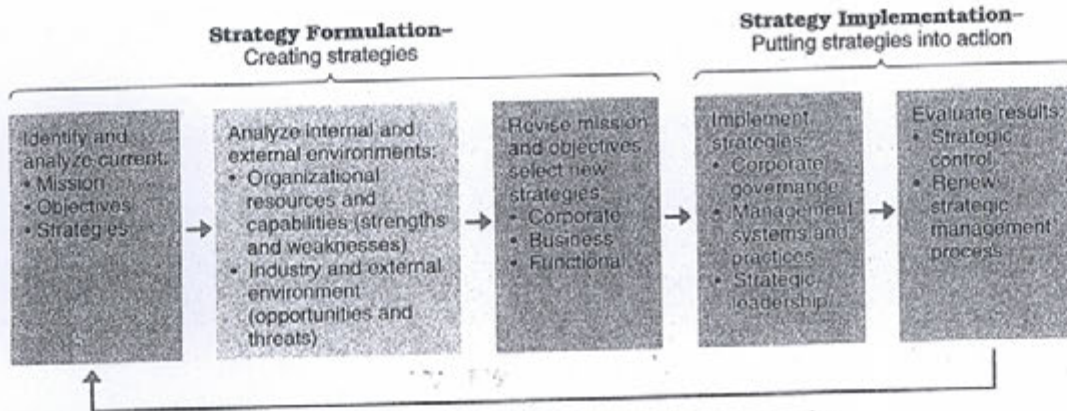 Strategy Formulation–
Creating strategies
Strategy Implementation–
Putting strategies into action
Identify and
analyze current:
• Mission
• Objectives
• Strategies
Analyze internal and
external environments:
• Organizational
resources and
capabilities (strengths
and weaknesses)
• Industry and external
environment
(opportunities and
threats)
Revise mission
and objectives
select new
strategies:
• Corporate
• Business
• Functional
Implement
strategies:
• Corporate
governance
• Management
systems and
practices
• Strategic
leadership
Evaluate results:
• Strategic
control
• Renew
strategic
management
process